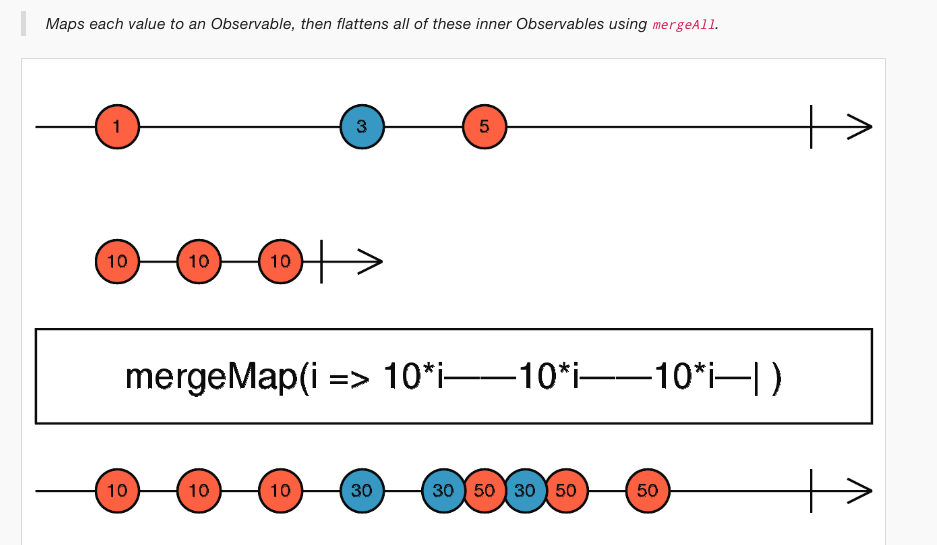 Maps each value to an Observable, then flattens all of these inner Observables using mergeAll.
1 3 5
10 10 10
mergeMap(i => 10*i——10*i——10*i—| )
10 10 10 30 30 50 30 50 50